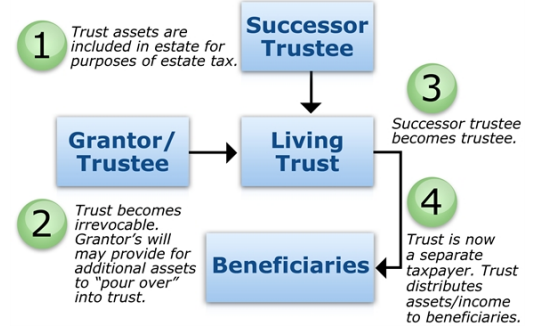 1
Trust assets are
included in estate for
purposes of estate tax.
Successor
Trustee
3
Successor trustee
becomes trustee.
Grantor/
Trustee
Living
Trust
2
Trust becomes
irrevocable.
Grantor's will
may provide for
additional assets
to "pour over"
into trust.
4
Trust is now
a separate
taxpayer. Trust
distributes
assets/income
to beneficiaries.
Beneficiaries